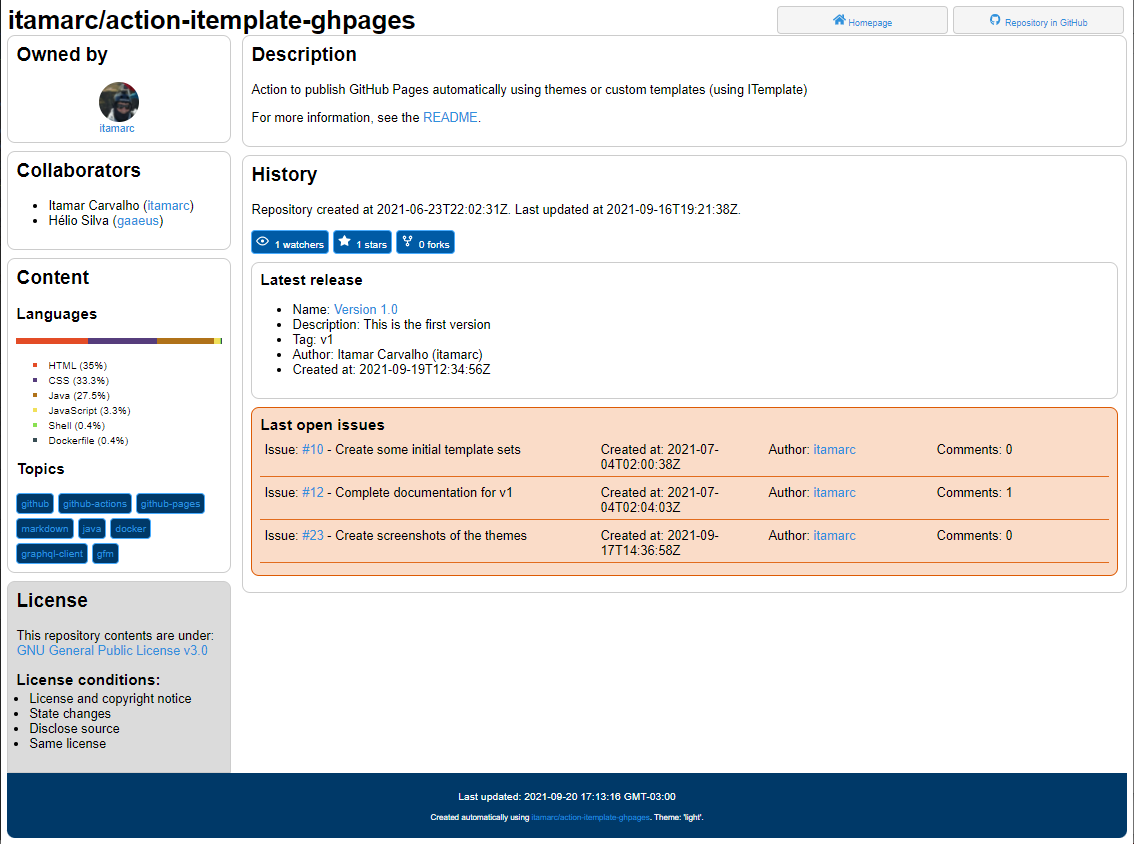 itamarc/action-itemplate-ghpages
Homepage
Repository in GitHub
Owned by
itamarc
Collaborators
Itamar Carvalho (itamarc)
Hélio Silva (gaaeus)
Content
Languages
HTML (35%)
CSS (33.3%)
Java (27.5%)
JavaScript (3.3%)
Shell (0.4%)
Dockerfile (0.4%)
Topics
github github-actions github-pages
markdown java docker
graphql-client gfm
License
This repository contents are under:
GNU General Public License v3.0
License conditions:
License and copyright notice
State changes
Disclose source
Same license
Description
Action to publish GitHub Pages automatically using themes or custom templates (using ITemplate)
For more information, see the README.
History
Repository created at 2021-06-23T22:02:31Z. Last updated at 2021-09-16T19:21:38Z.
1 watchers 1 stars 0 forks
Latest release
Name: Version 1.0
Description: This is the first version
Tag: v1
Author: Itamar Carvalho (itamarc)
Created at: 2021-09-19T12:34:56Z
Last open issues
Issue: #10 - Create some initial template sets Created at: 2021-07- Author: itamarc Comments: 0
04T02:00:38Z
Issue: #12 - Complete documentation for v1 Created at: 2021-07- Author: itamarc Comments: 1
04T02:04:03Z
Issue: #23 - Create screenshots of the themes Created at: 2021-09- Author: itamarc Comments: 0
17T14:36:58Z
Last updated: 2021-09-20 17:13:16 GMT-03:00
Created automatically using itamarc/action-itemplate-ghpages. Theme: 'light'.